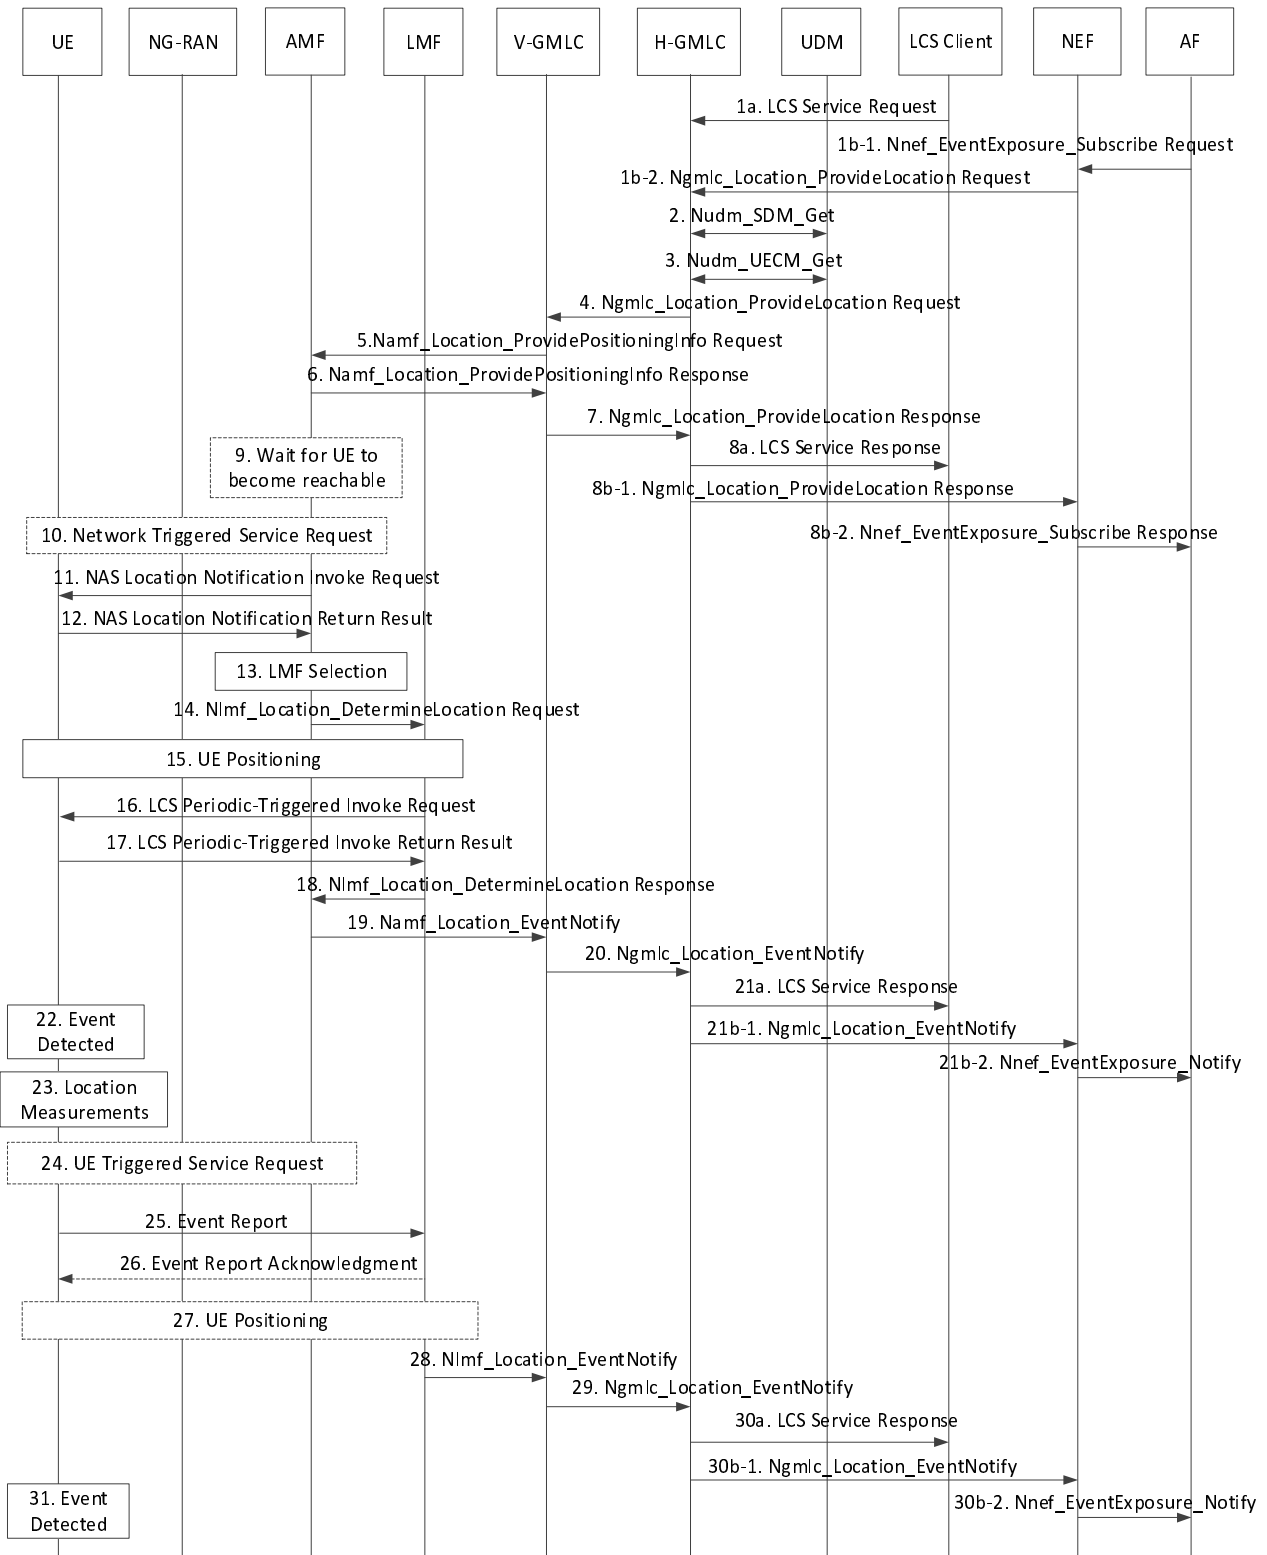 UE NG-RAN AMF LMF V-GMLC H-GMLC UDM LCS Client NEF AF
1a. LCS Service Request
1b-1. Nnef_EventExposure_Subscribe Request
1b-2. Ngmlc_Location_ProvideLocation Request
2. Nudm_SDM_Get
3. Nudm_UECM_Get
4. Ngmlc_Location_ProvideLocation Request
5.Namf_Location_ProvidePositioningInfo Request
6. Namf_Location_ProvidePositioningInfo Response
7. Ngmlc_Location_ProvideLocation Response
8a. LCS Service Response
9. Wait for UE to
become reachable
8b-1. Ngmlc_Location_ProvideLocation Response
8b-2. Nnef_EventExposure_Subscribe Response
10. Network Triggered Service Request
11. NAS Location Notification Invoke Request
12. NAS Location Notification Return Result
13. LMF Selection
14. Nlmf_Location_DetermineLocation Request
15. UE Positioning
16. LCS Periodic-Triggered Invoke Request
17. LCS Periodic-Triggered Invoke Return Result
18. Nlmf_Location_DetermineLocation Response
19. Namf_Location_EventNotify
20. Ngmlc_Location_EventNotify
21a. LCS Service Response
22. Event
Detected
21b-1. Ngmlc_Location_EventNotify
21b-2. Nnef_EventExposure_Notify
23. Location
Measurements
24. UE Triggered Service Request
25. Event Report
26. Event Report Acknowledgment
27. UE Positioning
28. Nlmf_Location_EventNotify
29. Ngmlc_Location_EventNotify
30a. LCS Service Response
30b-1. Ngmlc_Location_EventNotify
31. Event
Detected
30b-2. Nnef_EventExposure_Notify